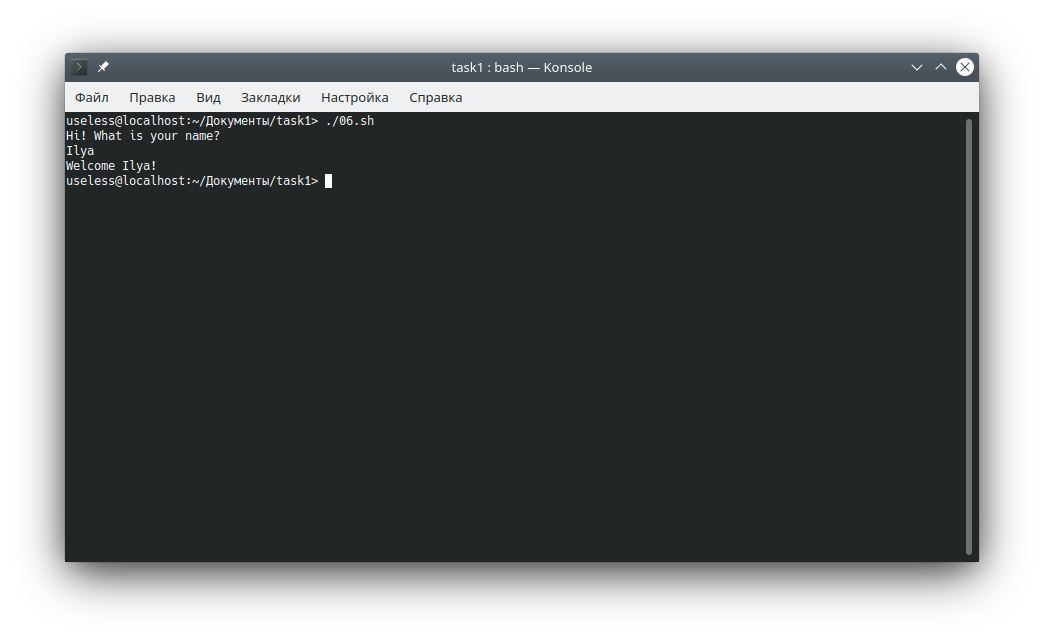 task1 : bash — Konsole
Файл Правка Вид Закладки Настройка Справка
useless@localhost:~/Документы/task1> ./06.sh
Hi! What is your name?
Ilya
Welcome Ilya!
useless@localhost:~/Документы/task1>